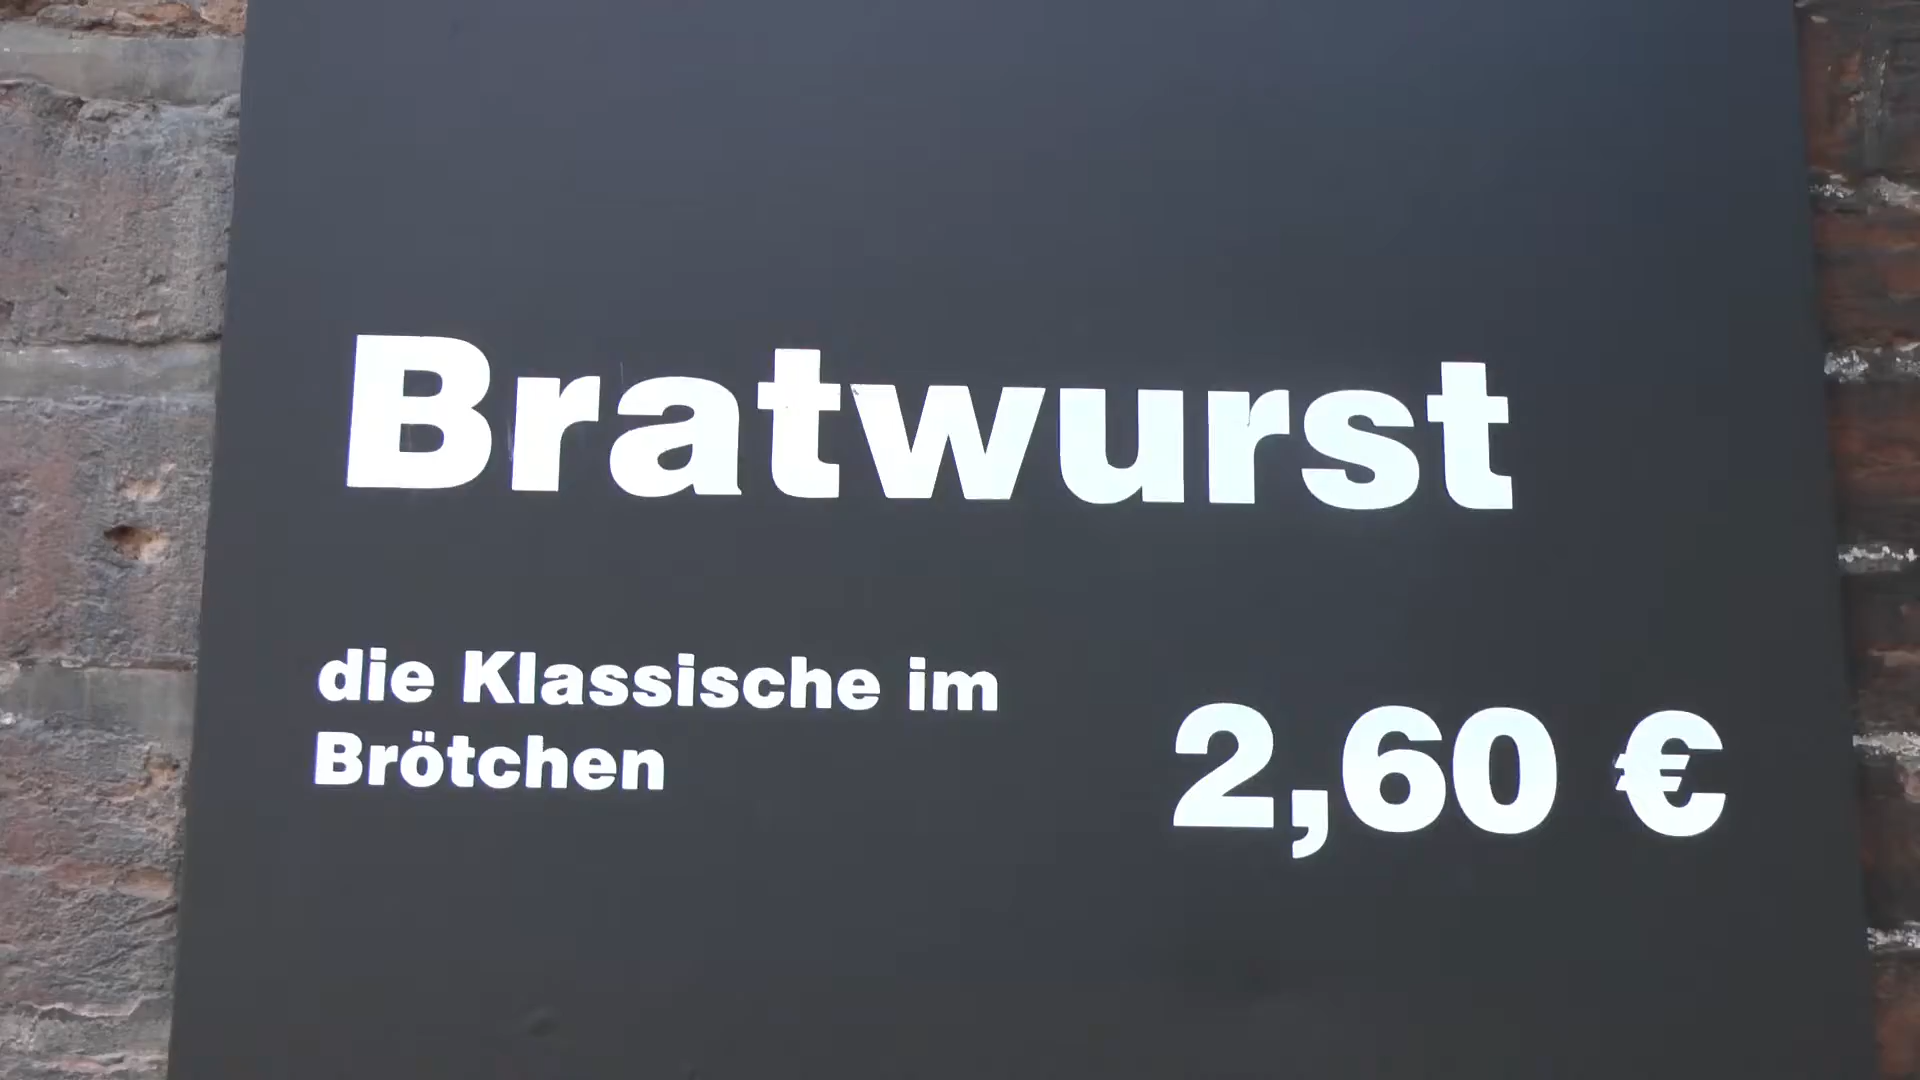 Bratwurst
die Klassische im
Brötchen
2,60 €